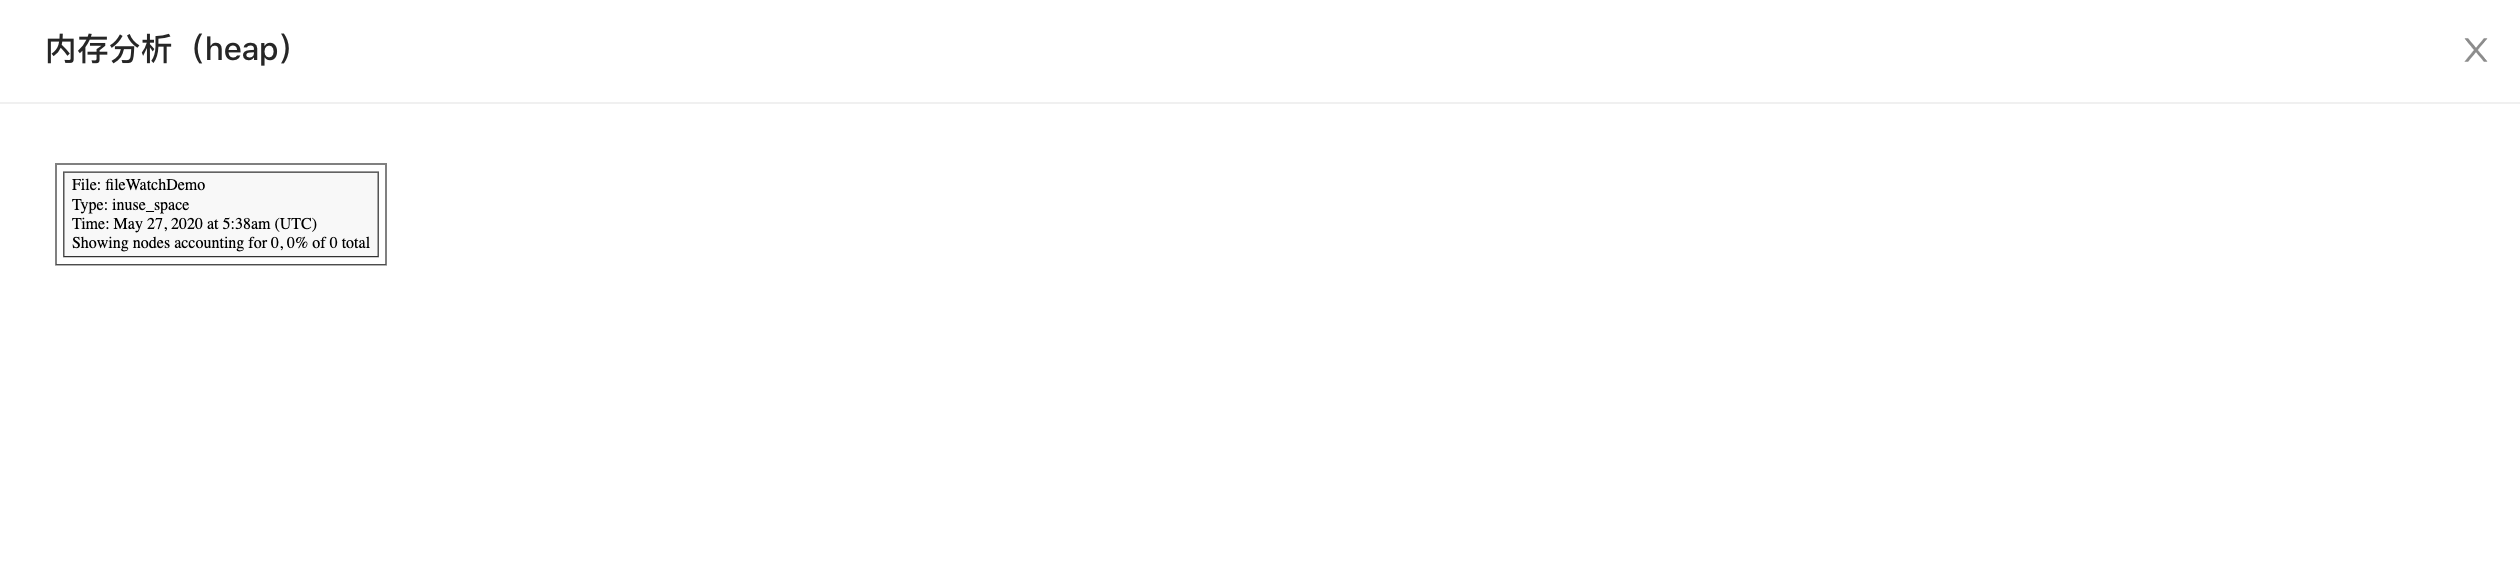 内存分析（heap）
File: fileWatchDemo
Type: inuse_space
Time: May 27, 2020 at 5:38am (UTC)
Showing nodes accounting for 0, 0% of 0 total